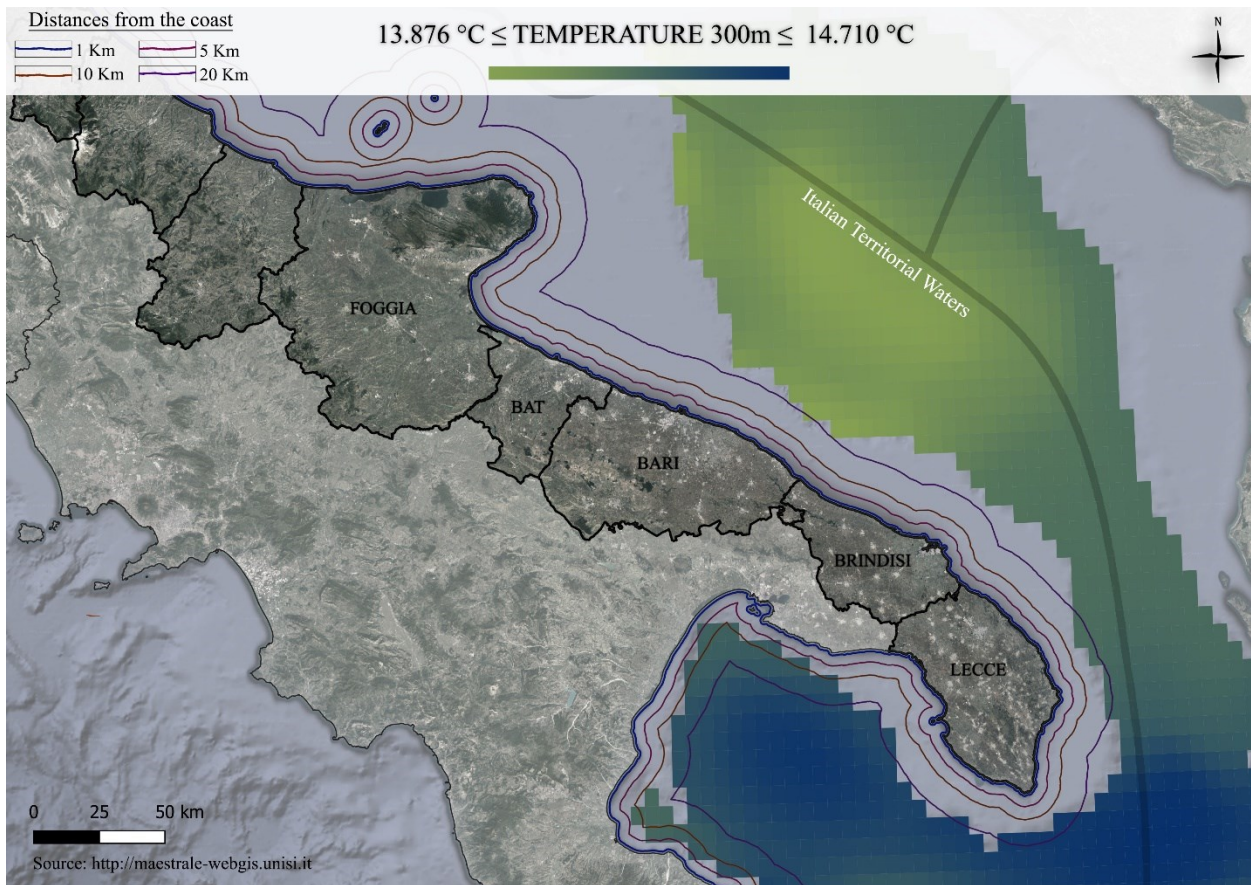 Distances from the coast
1 Km
5 Km
10 Km
20 Km
13.876 °C ≤ TEMPERATURE 300m ≤ 14.710 °C
N
Italian Territorial Waters
FOGGIA
BAT
BARI
BRINDISI
LECCE
0 25 50 km
Source: http://maestrale-webgis.unisi.it